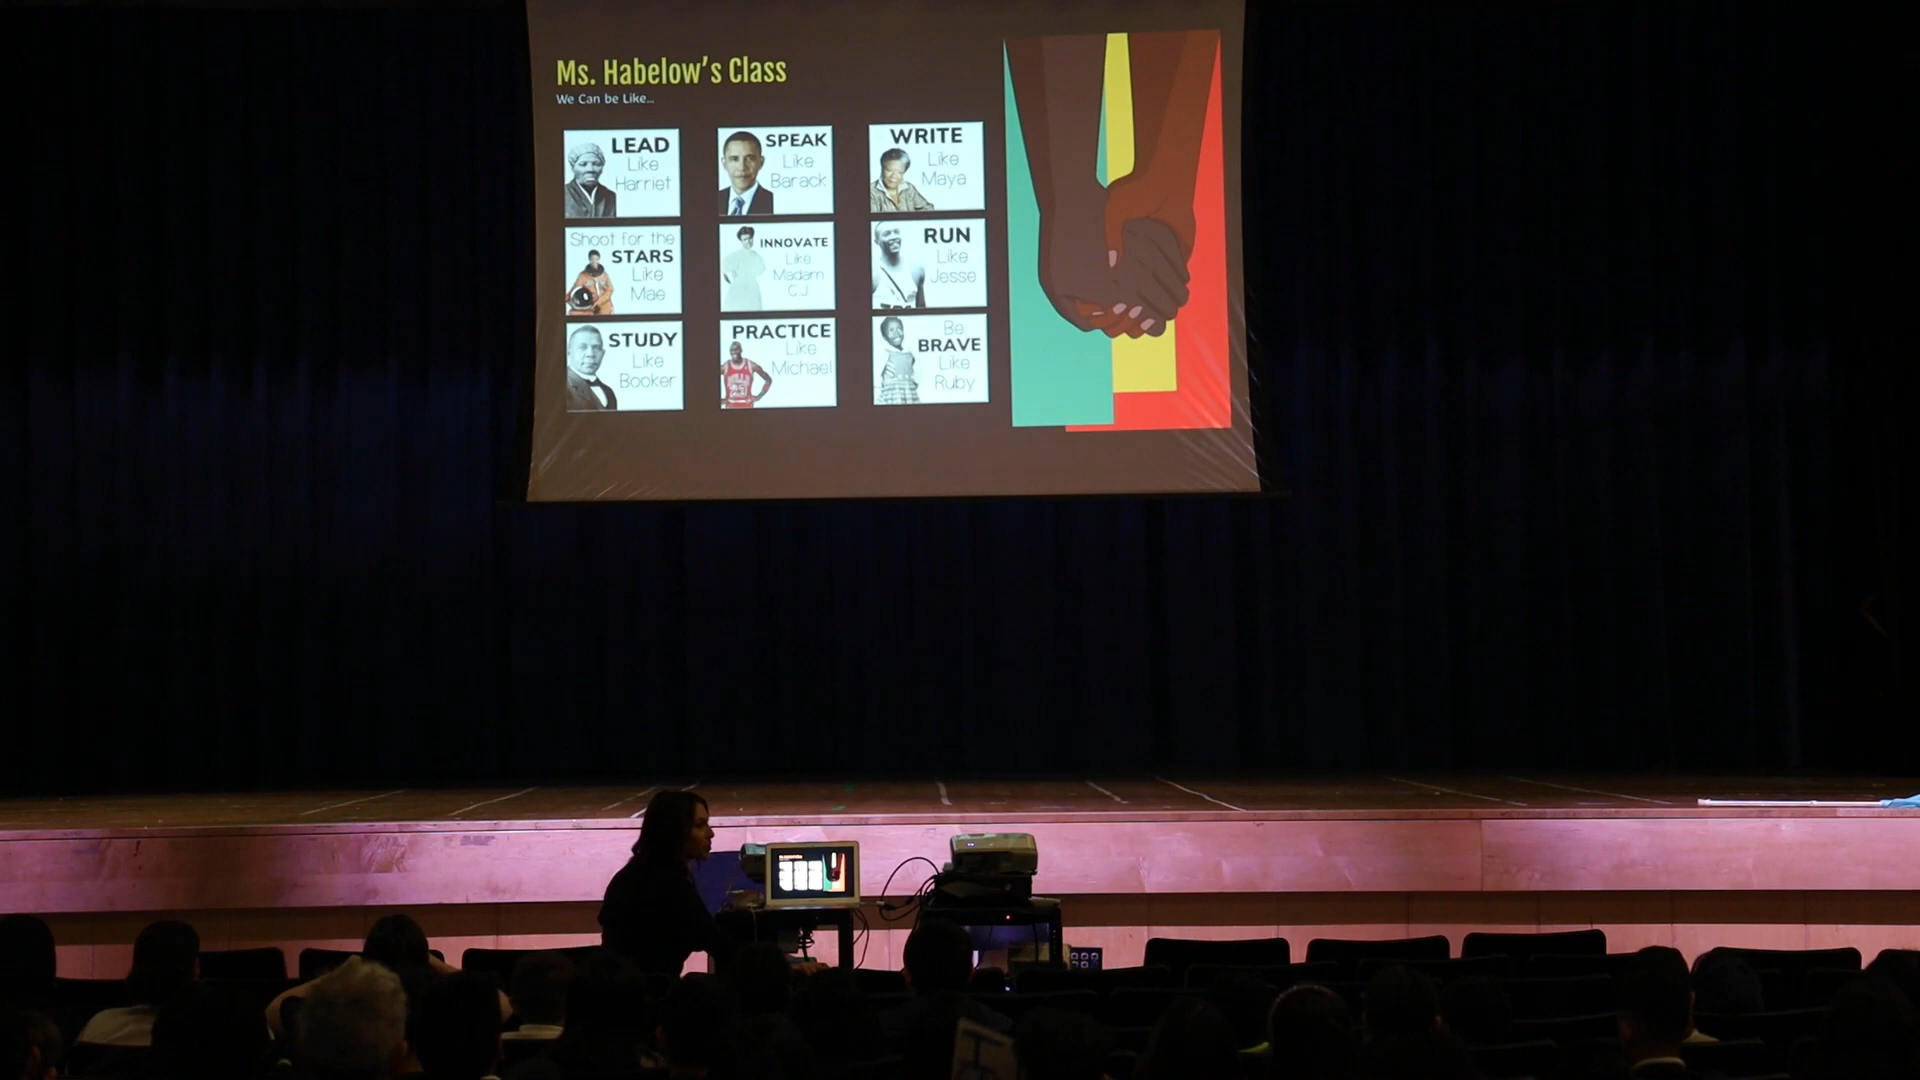 Ms. Habelow's Class
We Can be Like...
LEAD
Like
Harriet
SPEAK
Like
Barack
WRITE
Like
Maya
Shoot for the
STARS
Like
Mae
INNOVATE
Like
Madam
C.J
RUN
Like
Jesse
STUDY
Like
Booker
PRACTICE
Like
Michael
Be
BRAVE
Like
Ruby